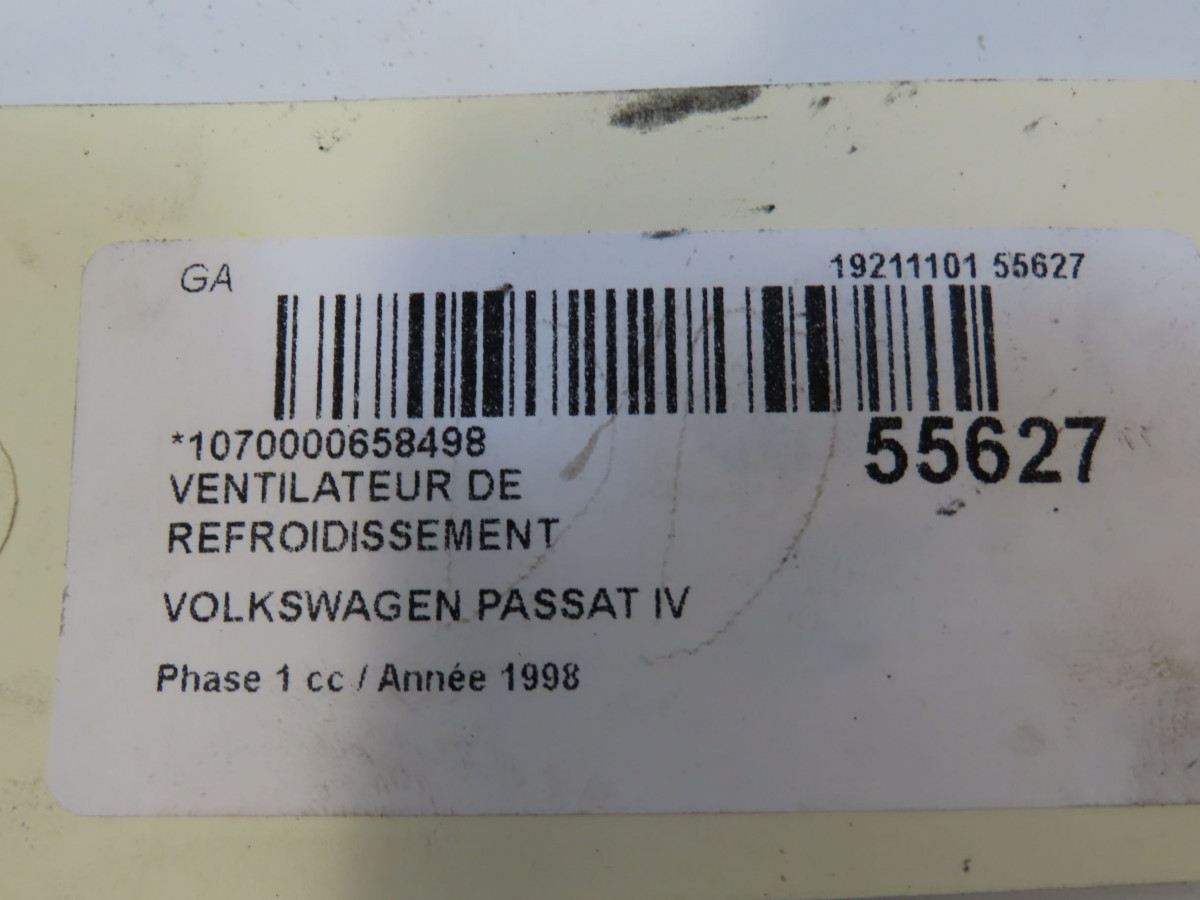 GA
19211101 55627
*1070000658498
55627
VENTILATEUR DE
REFROIDISSEMENT
VOLKSWAGEN PASSAT IV
Phase 1 cc / Année 1998